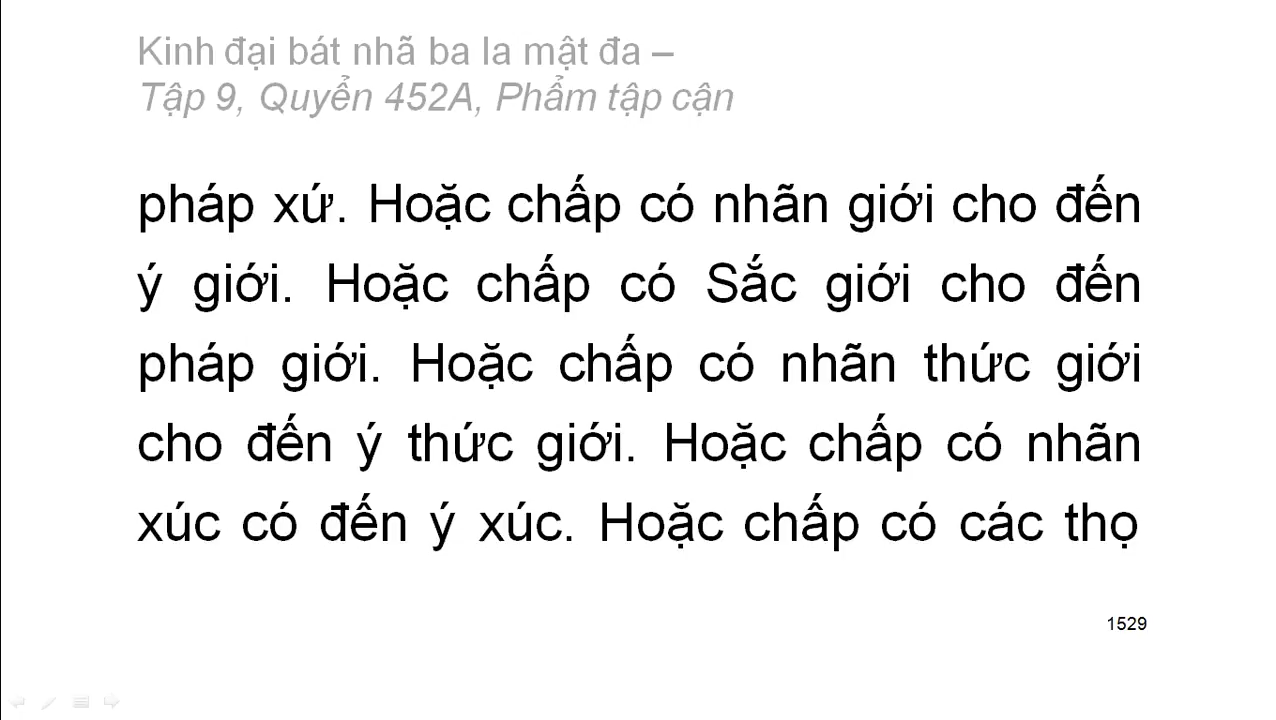 Kinh đại bát nhã ba la mật đa –
Tập 9, Quyển 452A, Phẩm tập cận
pháp xứ. Hoặc chấp có nhãn giới cho đến
ý giới. Hoặc chấp có Sắc giới cho đến
pháp giới. Hoặc chấp có nhãn thức giới
cho đến ý thức giới. Hoặc chấp có nhãn
xúc có đến ý xúc. Hoặc chấp có các thọ
1529